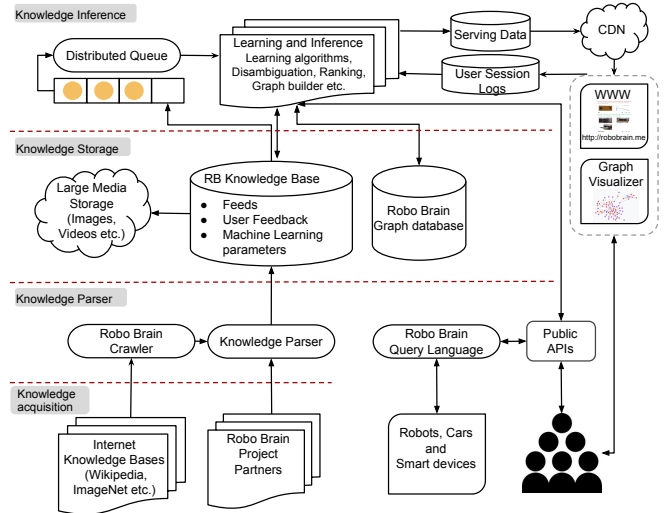 Knowledge Inference
Distributed Queue
Learning and Inference
Learning algorithms,
Disambiguation, Ranking,
Graph builder etc.
Serving Data
CDN
User Session
Logs
WWW
http://robobrain.me
Graph
Visualizer
Knowledge Storage
Large Media
Storage
(Images,
Videos etc.)
RB Knowledge Base
● Feeds
● User Feedback
● Machine Learning
parameters
Robo Brain
Graph database
Knowledge Parser
Robo Brain
Crawler
Knowledge Parser
Robo Brain
Query Language
Public
APIs
Knowledge
acquisition
Internet
Knowledge Bases
(Wikipedia,
ImageNet etc.)
Robo Brain
Project
Partners
Robots, Cars
and
Smart devices